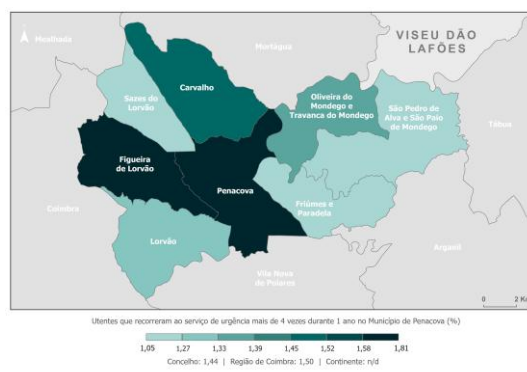 Mealhada
Mortágua
VISEU DÃO
LAFÕES
Carvalho
Sazes do
Lorvão
Oliveira do
Mondego e
Travanca do Mondego
São Pedro de
Alva e São Paio
de Mondego
Tábua
Figueira
de Lorvão
Penacova
Friúmes e
Paradela
Coimbra
Lorvão
Arganil
Vila Nova
de Poiares
0 2 K
Utentes que recorreram ao serviço de urgência mais de 4 vezes durante 1 ano no Município de Penacova (%)
1,05 1,27 1,33 1,39 1,45 1,52 1,58 1,81
Concelho: 1,44 | Região de Coimbra: 1,50 | Continente: n/d